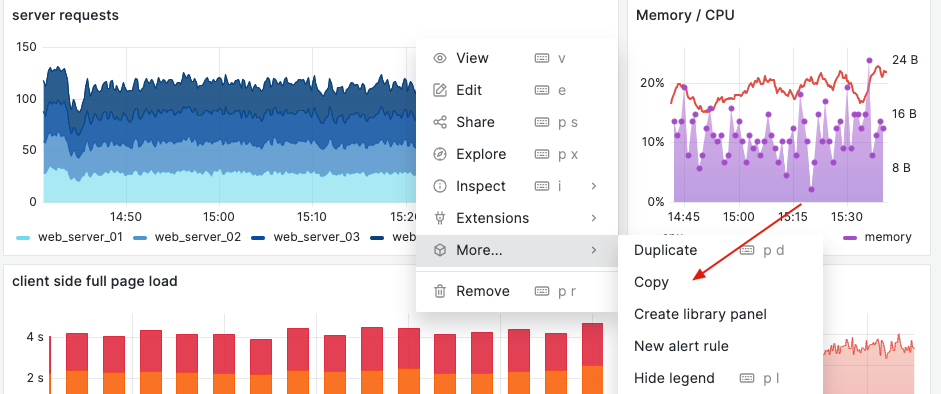 server requests
150
100
50
0
14:50
15:00
15:10
15:20
web_server_01
web_server_02
web_server_03
web
View v
Edit e
Share p s
Explore p x
Inspect i
Extensions
More...
Remove p r
Duplicate p d
Copy
Create library panel
New alert rule
Hide legend p l
Memory / CPU
20%
10%
0%
24 B
16 B
8 B
14:45
15:00
15:15
15:30
memory
client side full page load
4 s
2 s